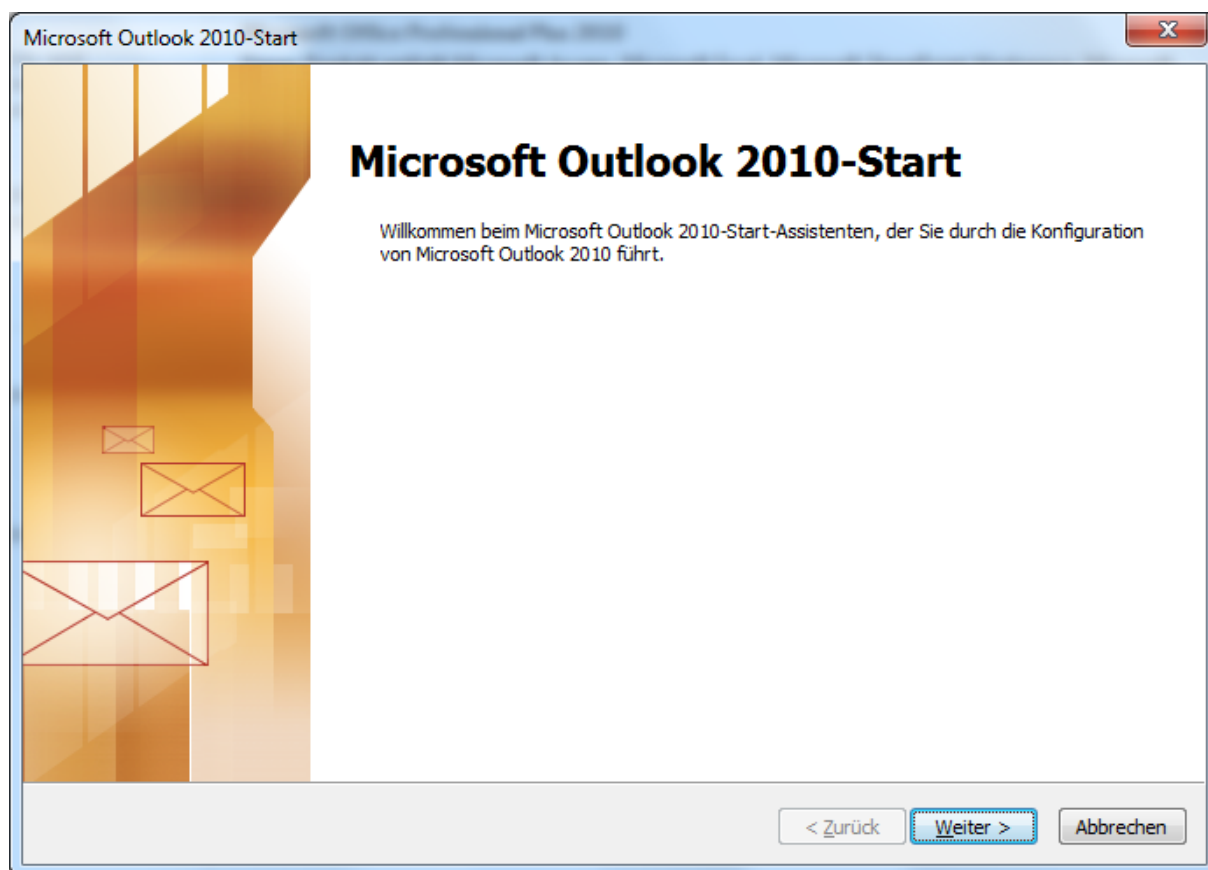 Microsoft Outlook 2010-Start
Microsoft Outlook 2010-Start
Willkommen beim Microsoft Outlook 2010-Start-Assistenten, der Sie durch die Konfiguration
von Microsoft Outlook 2010 führt.
< Zurück Weiter > Abbrechen